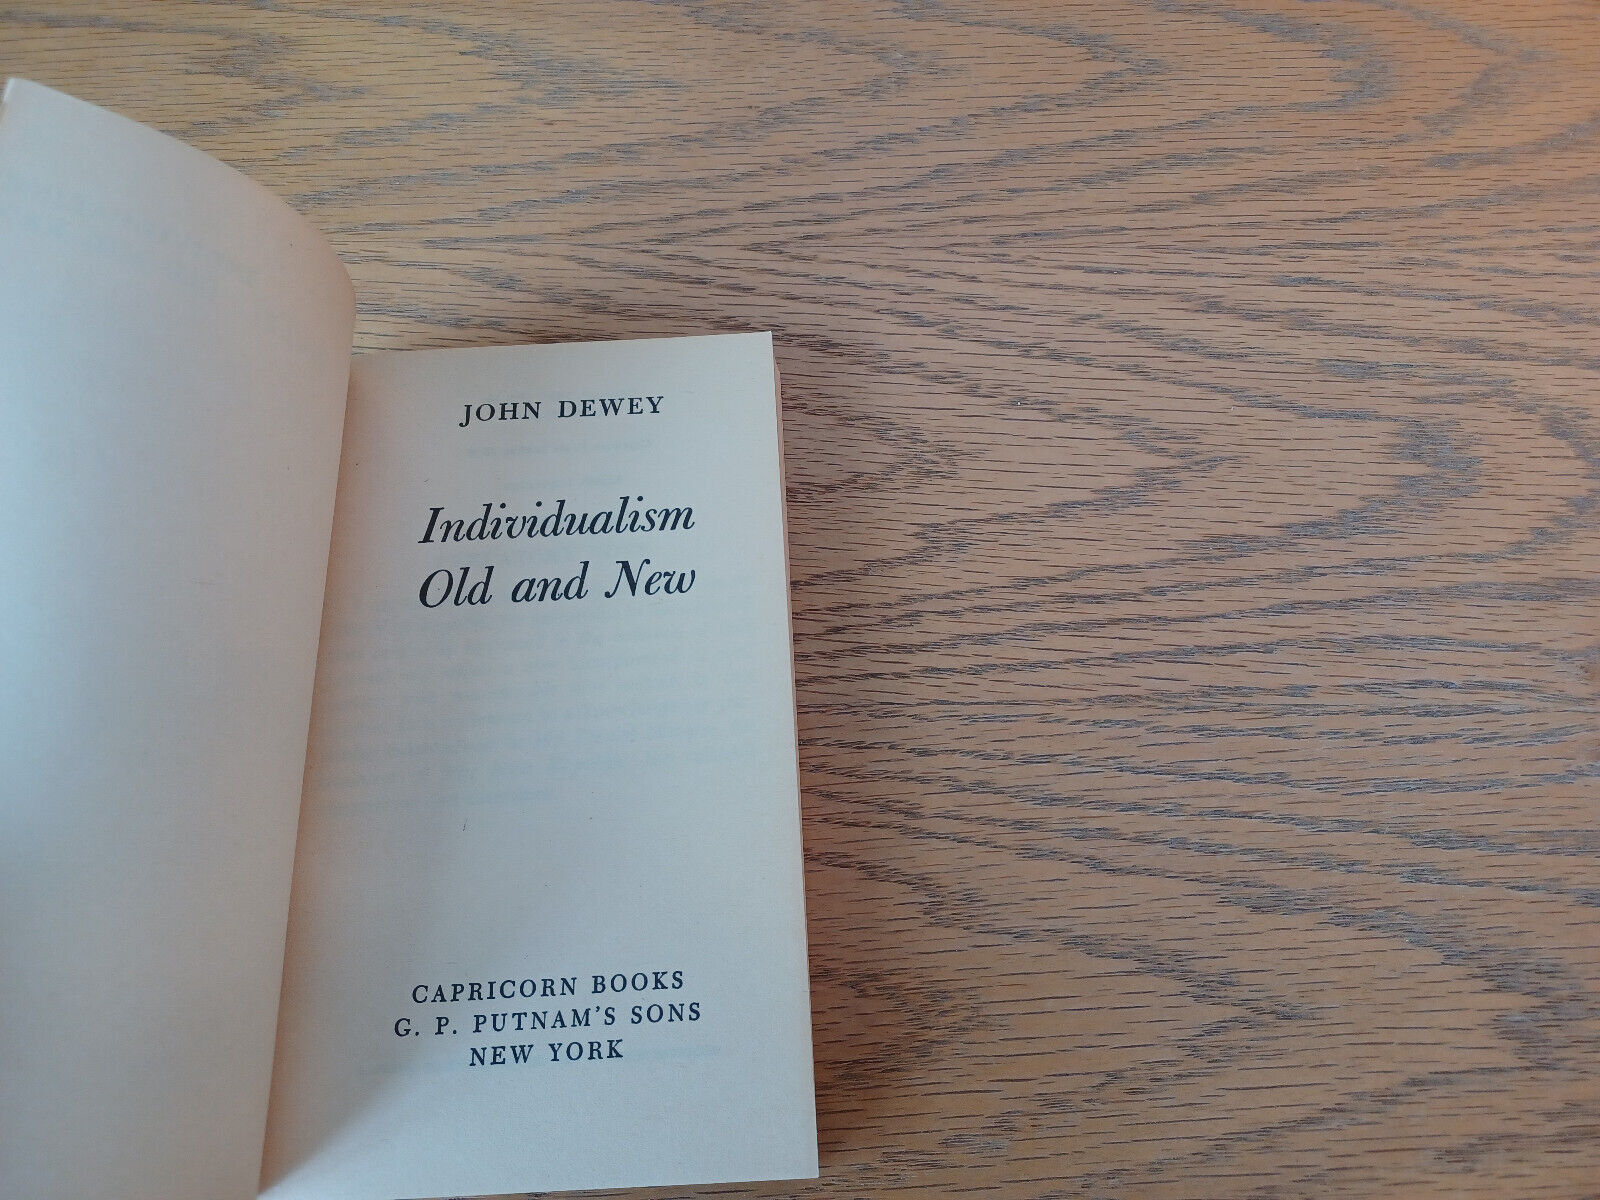 JOHN DEWEY
Individualism
Old and New
CAPRICORN BOOKS
G. P. PUTNAM'S SONS
NEW YORK